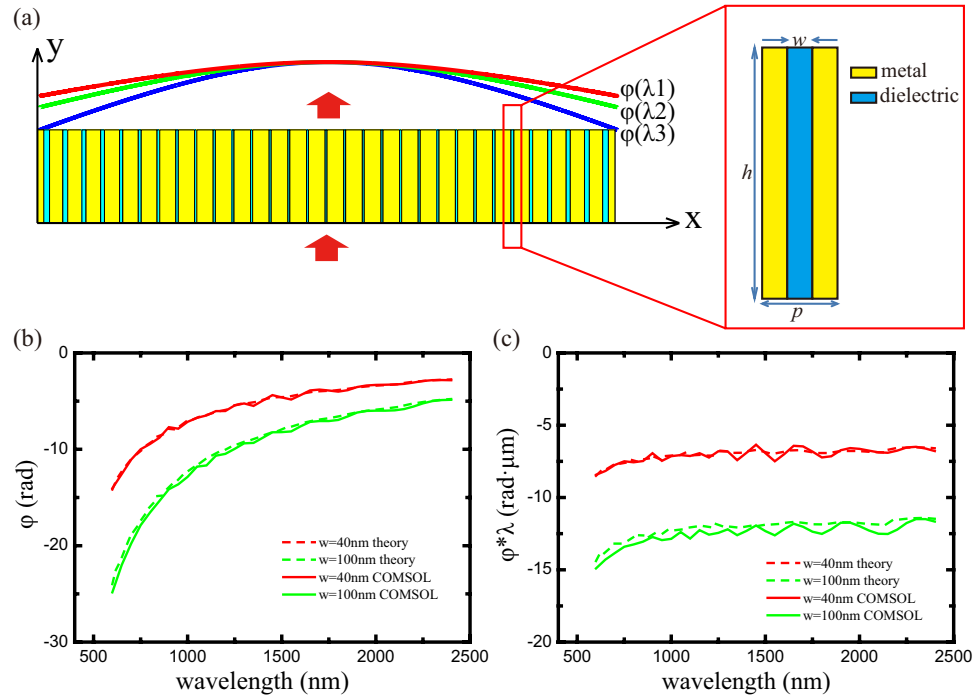 (a)
y
φ(λ1)
φ(λ2)
φ(λ3)
x
w
h
p
metal
dielectric
(b)
0
-10
-20
-30
φ (rad)
500 1000 1500 2000 2500
wavelength (nm)
w=40nm theory
w=100nm theory
w=40nm COMSOL
w=100nm COMSOL
(c)
0
-5
-10
-15
-20
φ*λ (rad·μm)
500 1000 1500 2000 2500
wavelength (nm)
w=40nm theory
w=100nm theory
w=40nm COMSOL
w=100nm COMSOL